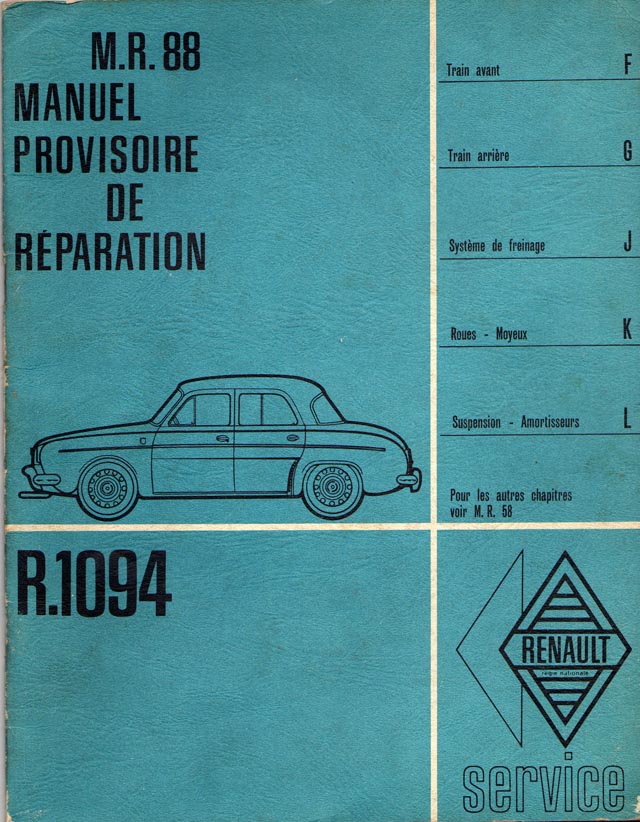 M.R. 88
MANUEL
PROVISOIRE
DE
RÉPARATION
Train avant F
Train arrière G
Système de freinage J
Roues - Moyeux K
Suspension - Amortisseurs L
Pour les autres chapitres
voir M. R. 58
R.1094
RENAULT
régie nationale
service